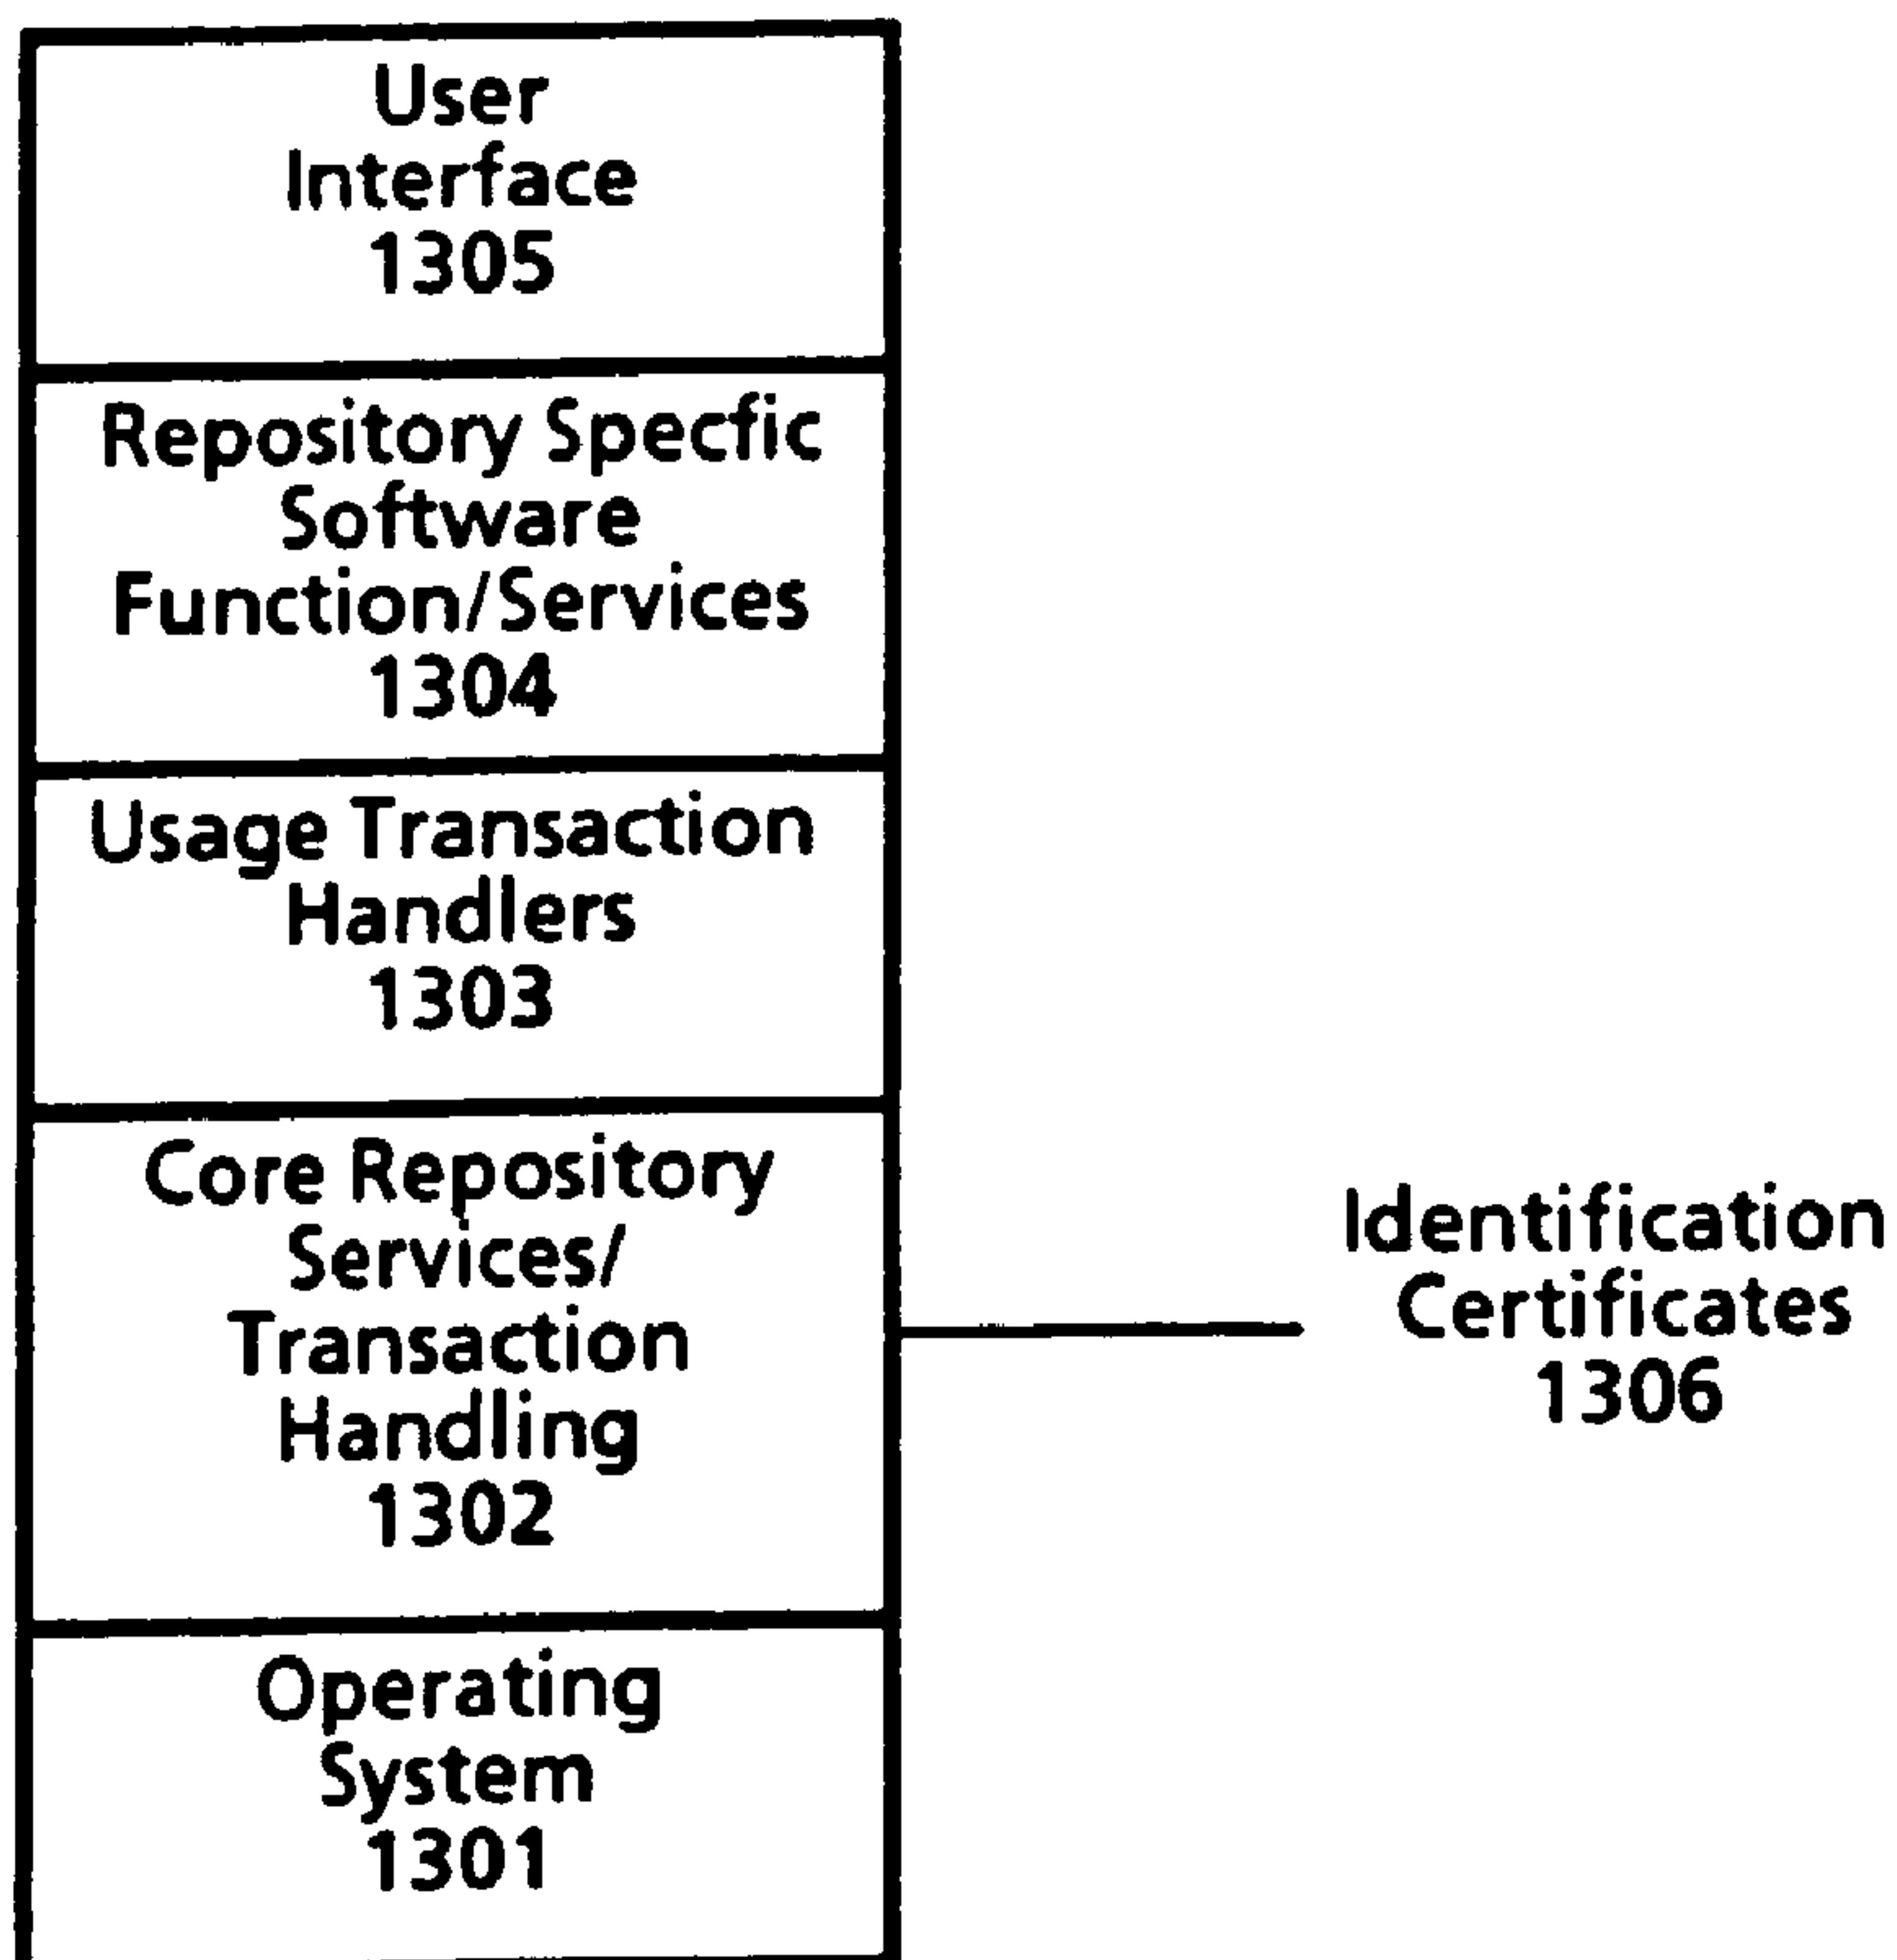 User
Interface
1305
Repository Specfic
Software
Function/Services
1304
Usage Transaction
Handlers
1303
Core Repository
Services/
Transaction
Handling
1302
Identification
Certificates
1306
Operating
System
1301